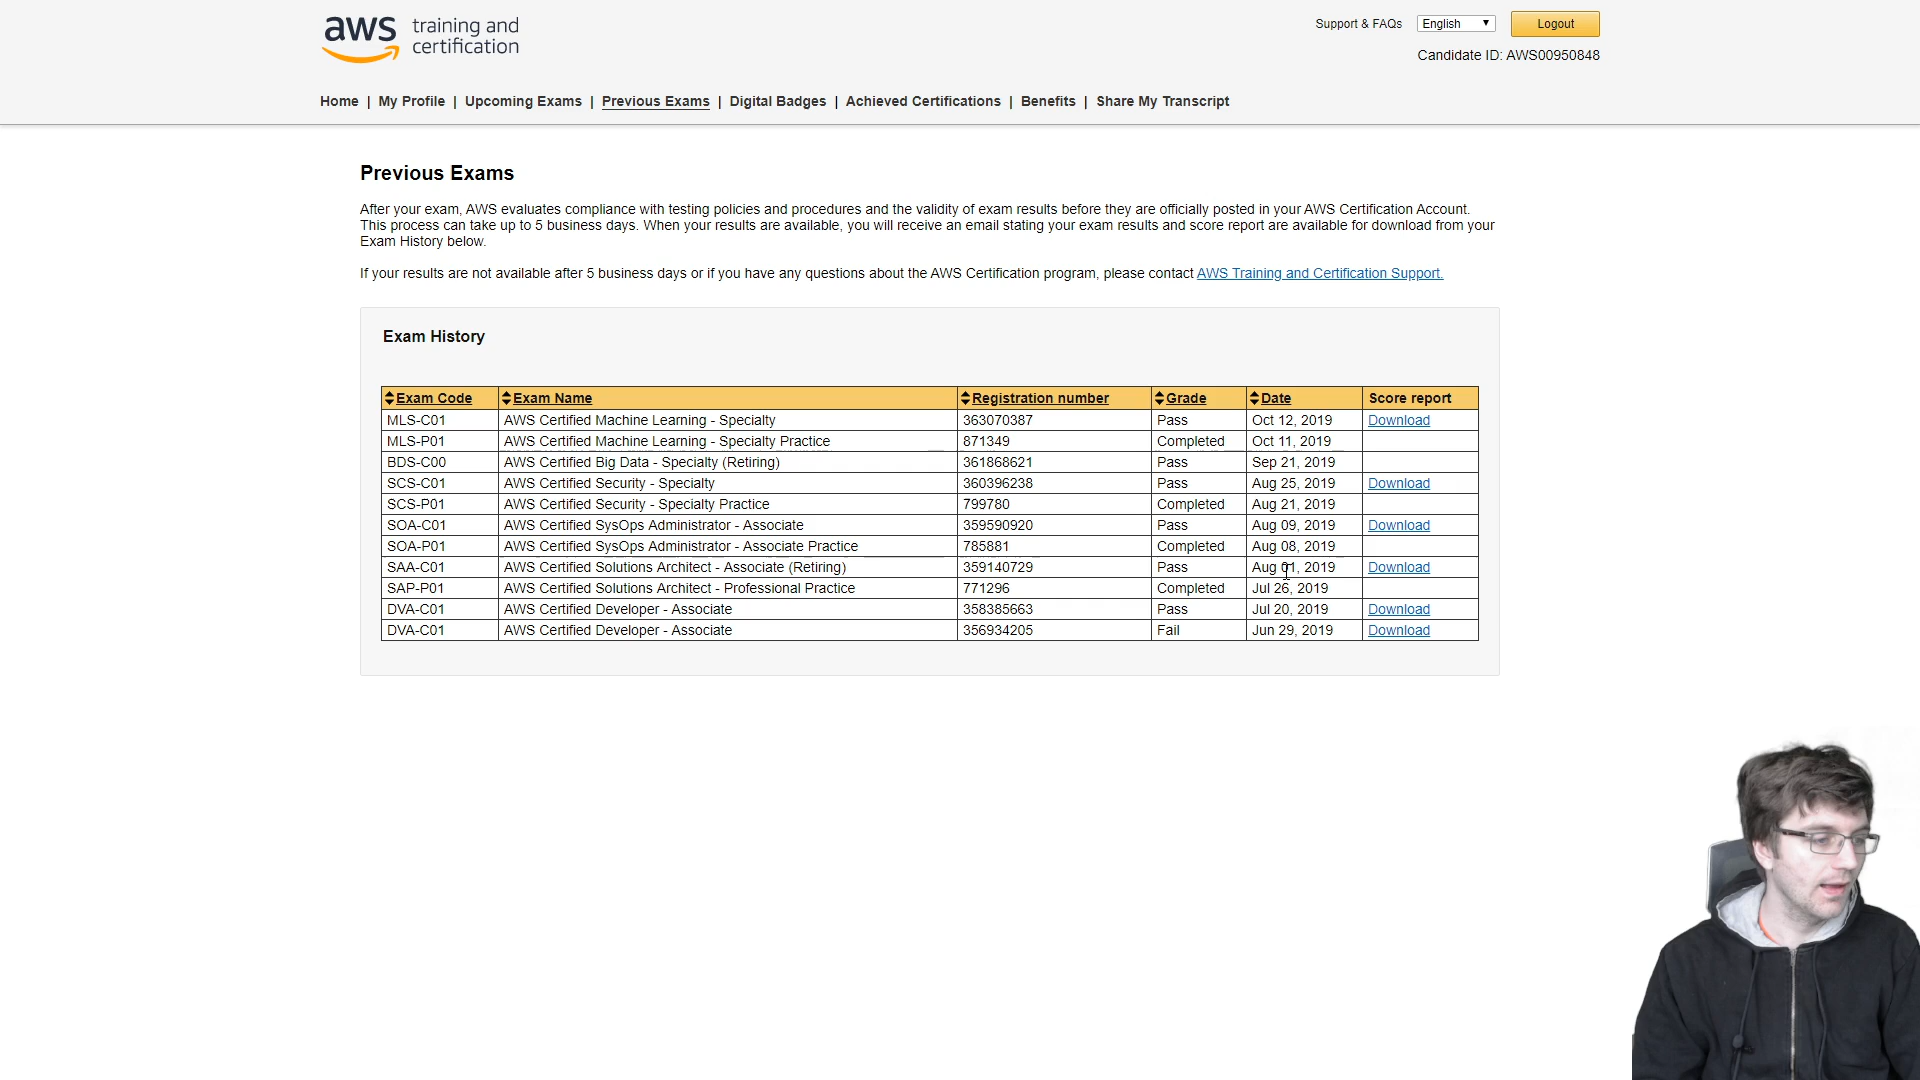 aws training and certification
Support & FAQs English Logout
Candidate ID: AWS00950848
Home | My Profile | Upcoming Exams | Previous Exams | Digital Badges | Achieved Certifications | Benefits | Share My Transcript
Previous Exams
After your exam, AWS evaluates compliance with testing policies and procedures and the validity of exam results before they are officially posted in your AWS Certification Account.
This process can take up to 5 business days. When your results are available, you will receive an email stating your exam results and score report are available for download from your
Exam History below.
If your results are not available after 5 business days or if you have any questions about the AWS Certification program, please contact AWS Training and Certification Support.
Exam History
Exam Code Exam Name Registration number Grade Date Score report
MLS-C01 AWS Certified Machine Learning - Specialty 363070387 Pass Oct 12, 2019 Download
MLS-P01 AWS Certified Machine Learning - Specialty Practice 871349 Completed Oct 11, 2019
BDS-C00 AWS Certified Big Data - Specialty (Retiring) 361868621 Pass Sep 21, 2019
SCS-C01 AWS Certified Security - Specialty 360396238 Pass Aug 25, 2019 Download
SCS-P01 AWS Certified Security - Specialty Practice 799780 Completed Aug 21, 2019
SOA-C01 AWS Certified SysOps Administrator - Associate 359590920 Pass Aug 09, 2019 Download
SOA-P01 AWS Certified SysOps Administrator - Associate Practice 785881 Completed Aug 08, 2019
SAA-C01 AWS Certified Solutions Architect - Associate (Retiring) 359140729 Pass Aug 01, 2019 Download
SAP-P01 AWS Certified Solutions Architect - Professional Practice 771296 Completed Jul 26, 2019
DVA-C01 AWS Certified Developer - Associate 358385663 Pass Jul 20, 2019 Download
DVA-C01 AWS Certified Developer - Associate 356934205 Fail Jun 29, 2019 Download